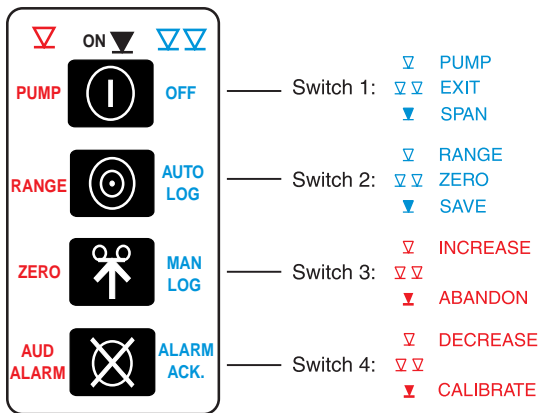 ON
PUMP OFF
Switch 1:
PUMP
EXIT
SPAN
RANGE
AUTO
LOG
Switch 2:
RANGE
ZERO
SAVE
ZERO
MAN
LOG
Switch 3:
INCREASE
ABANDON
AUD
ALARM
ALARM
ACK.
Switch 4:
DECREASE
CALIBRATE